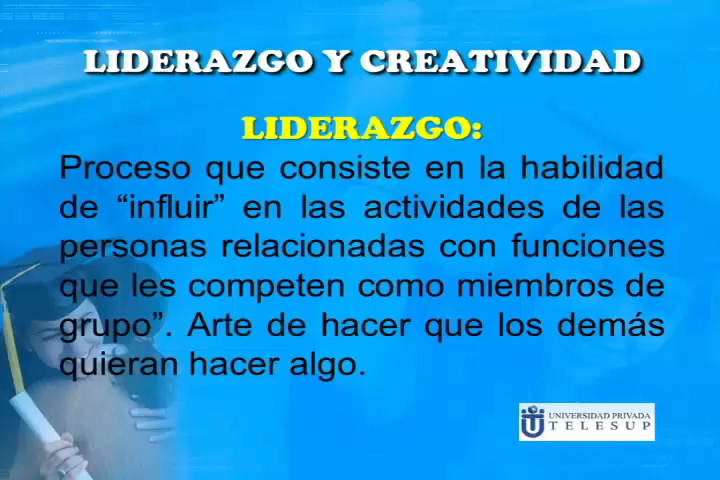 LIDERAZGO Y CREATIVIDAD
LIDERAZGO:
Proceso que consiste en la habilidad
de “influir” en las actividades de las
personas relacionadas con funciones
que les competen como miembros de
grupo”. Arte de hacer que los demás
quieran hacer algo.
UNIVERSIDAD PRIVADA
TELESUP